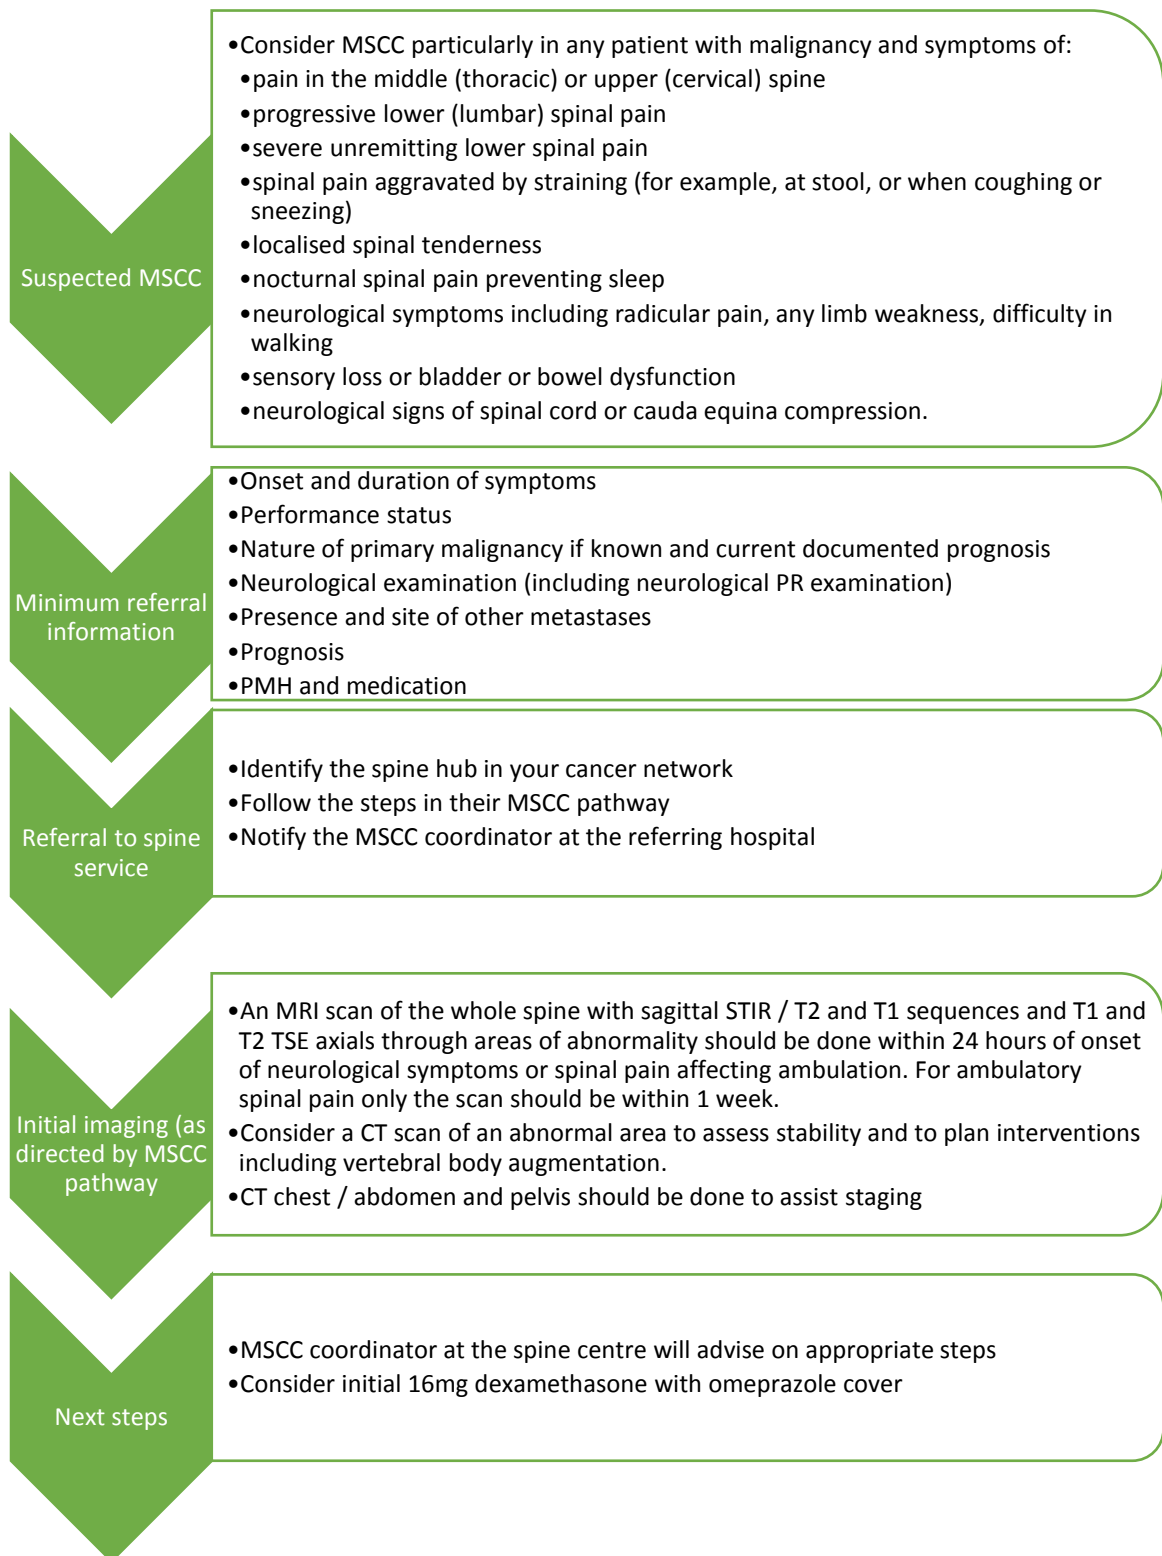 •Consider MSCC particularly in any patient with malignancy and symptoms of:
•pain in the middle (thoracic) or upper (cervical) spine
•progressive lower (lumbar) spinal pain
•severe unremitting lower spinal pain
•spinal pain aggravated by straining (for example, at stool, or when coughing or
sneezing)
•localised spinal tenderness
Suspected MSCC
•nocturnal spinal pain preventing sleep
•neurological symptoms including radicular pain, any limb weakness, difficulty in
walking
•sensory loss or bladder or bowel dysfunction
•neurological signs of spinal cord or cauda equina compression.
Minimum referral
information
•Onset and duration of symptoms
•Performance status
•Nature of primary malignancy if known and current documented prognosis
•Neurological examination (including neurological PR examination)
•Presence and site of other metastases
•Prognosis
•PMH and medication
Referral to spine
service
•Identify the spine hub in your cancer network
•Follow the steps in their MSCC pathway
•Notify the MSCC coordinator at the referring hospital
Initial imaging (as
directed by MSCC
pathway
•An MRI scan of the whole spine with sagittal STIR / T2 and T1 sequences and T1 and
T2 TSE axials through areas of abnormality should be done within 24 hours of onset
of neurological symptoms or spinal pain affecting ambulation. For ambulatory
spinal pain only the scan should be within 1 week.
•Consider a CT scan of an abnormal area to assess stability and to plan interventions
including vertebral body augmentation.
•CT chest / abdomen and pelvis should be done to assist staging
Next steps
•MSCC coordinator at the spine centre will advise on appropriate steps
•Consider initial 16mg dexamethasone with omeprazole cover